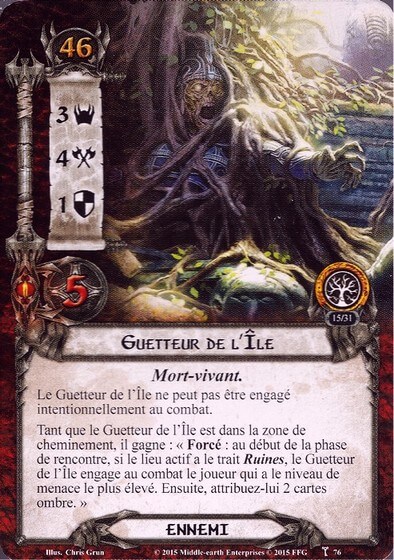 46
3
4
1
5
15/31
GUETTEUR DE L'ÎLE
Mort-vivant.
Le Guetteur de l'Île ne peut pas être engagé
intentionnellement au combat.
Tant que le Guetteur de l'Île est dans la zone de
cheminement, il gagne : « Forcé : au début de la phase
de rencontre, si le lieu actif a le trait Ruines, le Guetteur
de l'Île engage au combat le joueur qui a le niveau de
menace le plus élevé. Ensuite, attribuez-lui 2 cartes
ombre. »
ENNEMI
Illus. Chris Grun © 2015 Middle-earth Enterprises © 2015 FFG 76